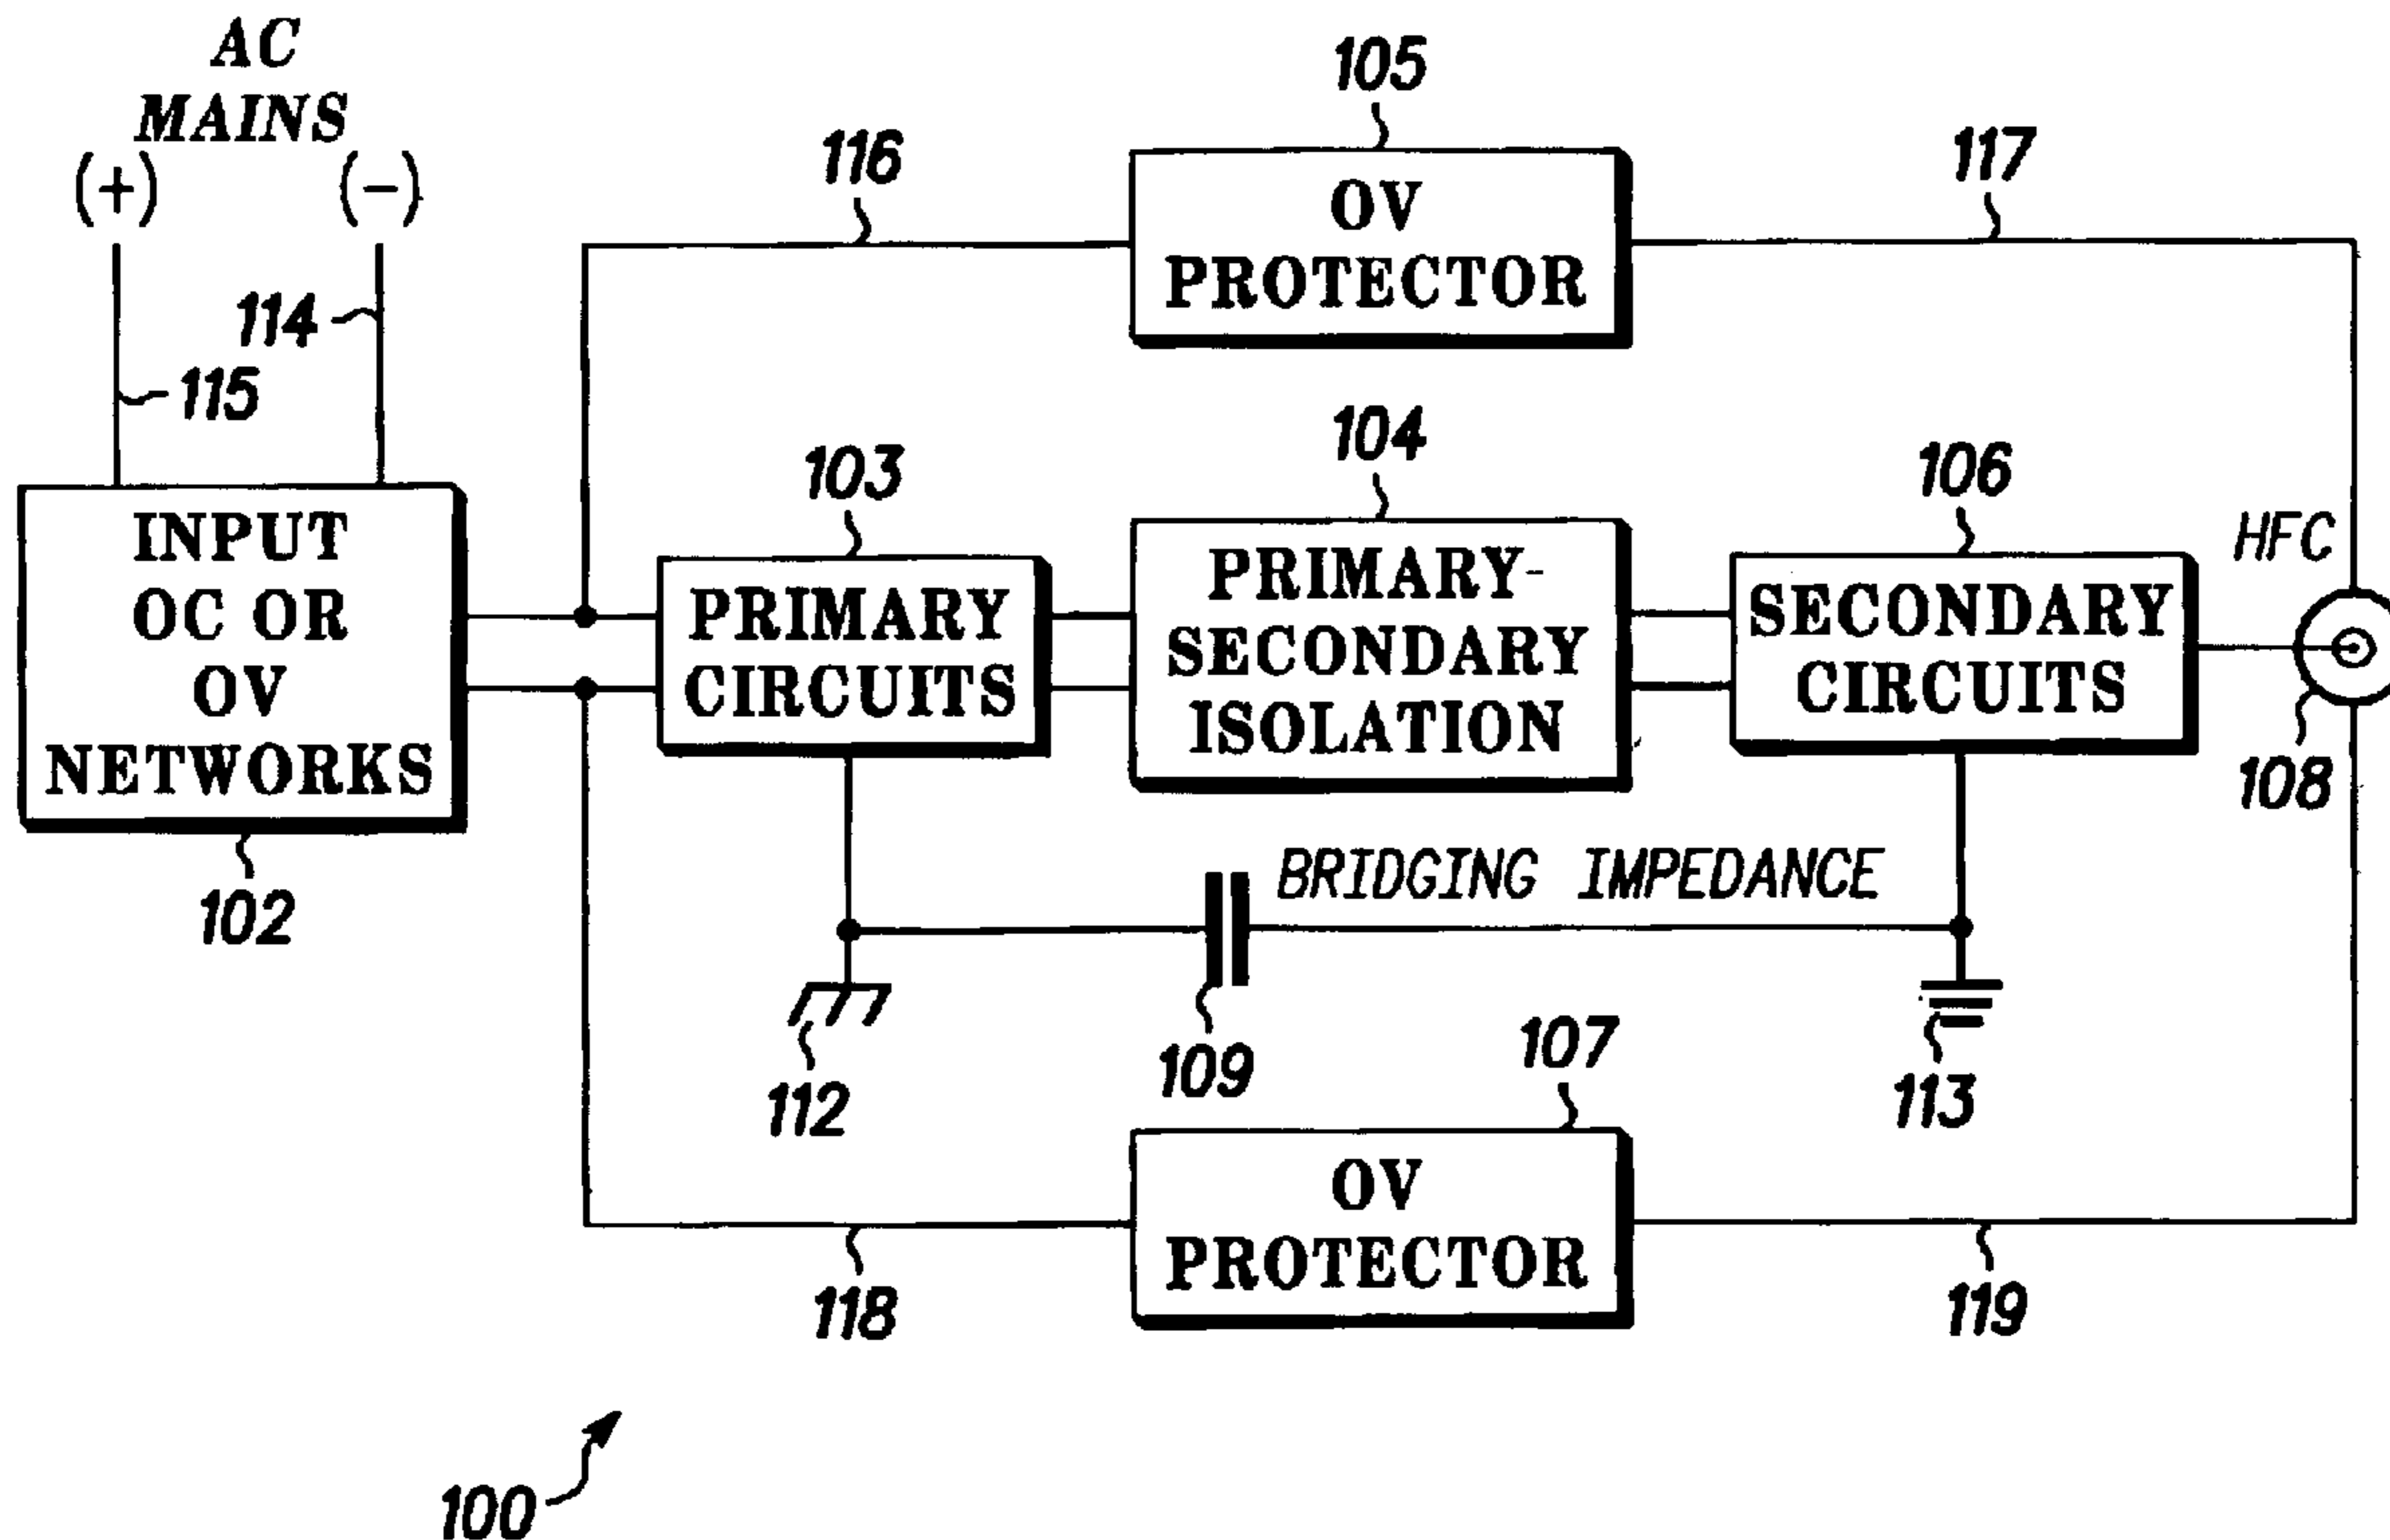 AC
MAINS
(+) (-)
105
116
117
OV
PROTECTOR
114
115
103
104
106
HFC
INPUT
OC OR
OV
NETWORKS
PRIMARY
CIRCUITS
PRIMARY-
SECONDARY
ISOLATION
SECONDARY
CIRCUITS
108
102
BRIDGING IMPEDANCE
112
109
107
113
OV
PROTECTOR
118
119
100